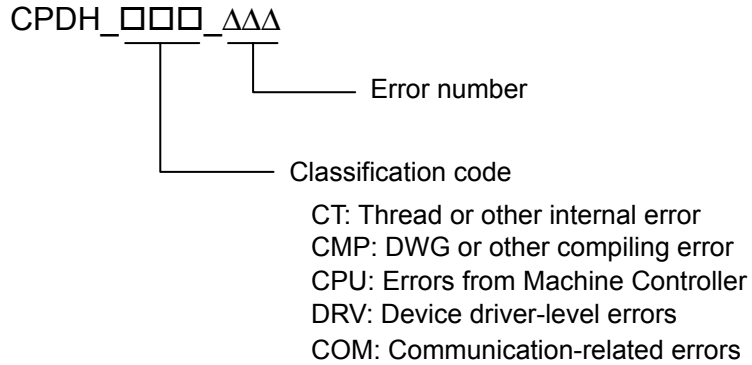 CPDH_□□□_ΔΔΔ
Error number
Classification code
CT: Thread or other internal error
CMP: DWG or other compiling error
CPU: Errors from Machine Controller
DRV: Device driver-level errors
COM: Communication-related errors